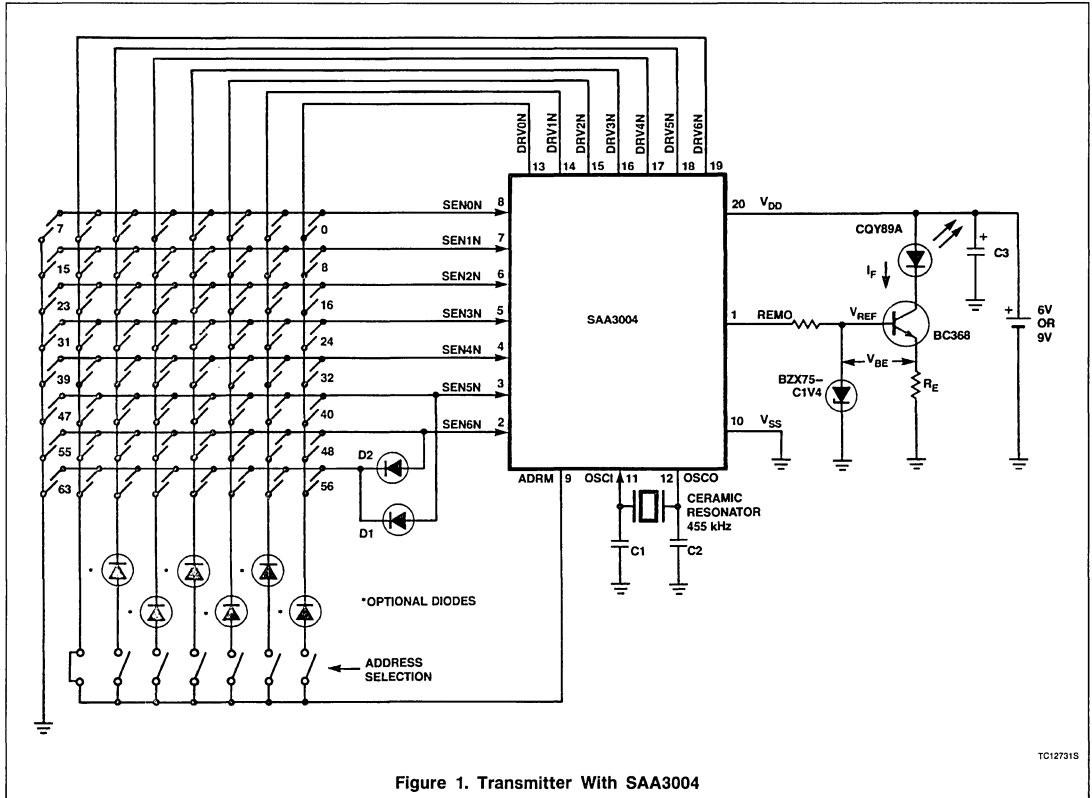 DRV0N
DRV1N
DRV2N
DRV3N
DRV4N
DRV5N
DRV6N
13 14 15 16 17 18 19
SEN0N 8
SEN1N 7
SEN2N 6
SEN3N 5
SEN4N 4
SEN5N 3
SEN6N 2
7 0
15 8
23 16
31 24
39 32
47 40
55 48
63 56
SAA3004
20 VDD
CQY89A
IF
+
C3
+
6V
OR
9V
1 REMO
VREF
BC368
VBE
BZX75–
C1V4
RE
10 VSS
D2
D1
ADRM 9 OSCI 11 12 OSCO
CERAMIC
RESONATOR
455 kHz
C1
C2
* * *
* * *
*OPTIONAL DIODES
ADDRESS
SELECTION
TC12731S
Figure 1. Transmitter With SAA3004